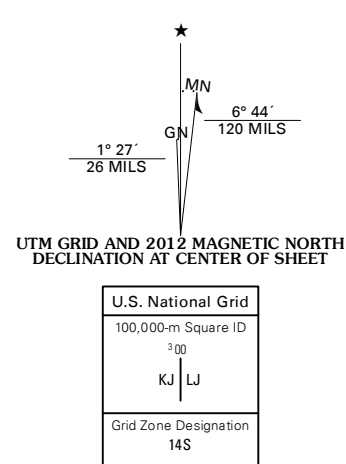 ★
MN
6° 44´
120 MILS
GN
1° 27´
26 MILS
UTM GRID AND 2012 MAGNETIC NORTH
DECLINATION AT CENTER OF SHEET
U.S. National Grid
100,000-m Square ID
³00
KJ LJ
Grid Zone Designation
14S